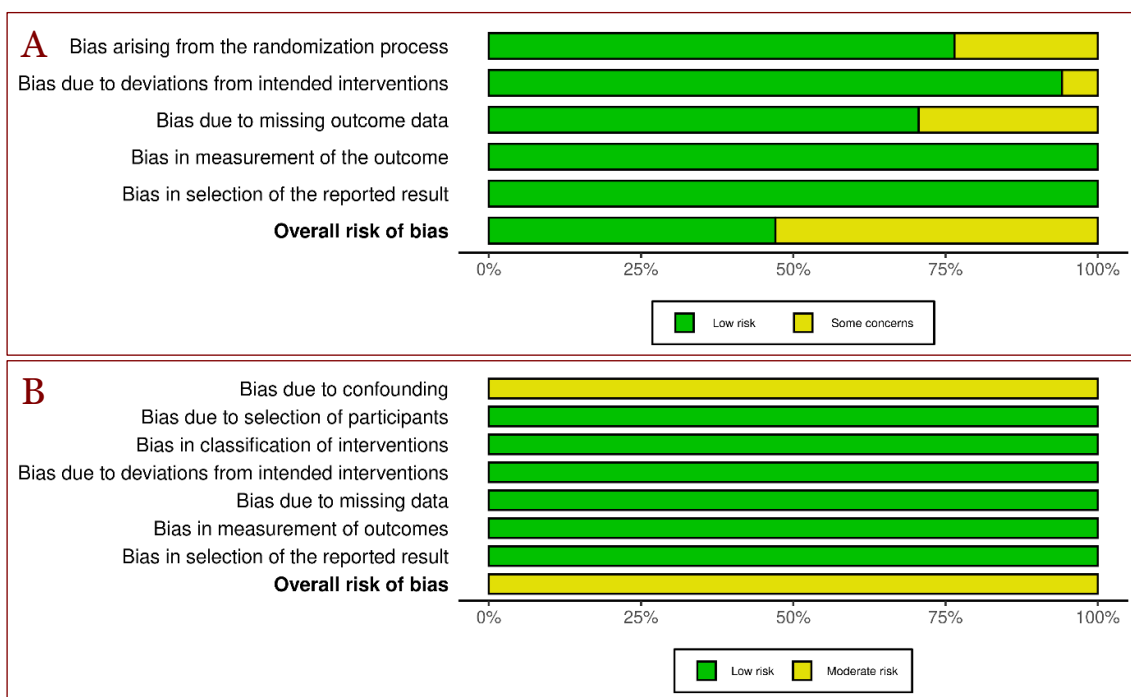 A
Bias arising from the randomization process
Bias due to deviations from intended interventions
Bias due to missing outcome data
Bias in measurement of the outcome
Bias in selection of the reported result
Overall risk of bias
0% 25% 50% 75% 100%
Low risk Some concerns
B
Bias due to confounding
Bias due to selection of participants
Bias in classification of interventions
Bias due to deviations from intended interventions
Bias due to missing data
Bias in measurement of outcomes
Bias in selection of the reported result
Overall risk of bias
0% 25% 50% 75% 100%
Low risk Moderate risk